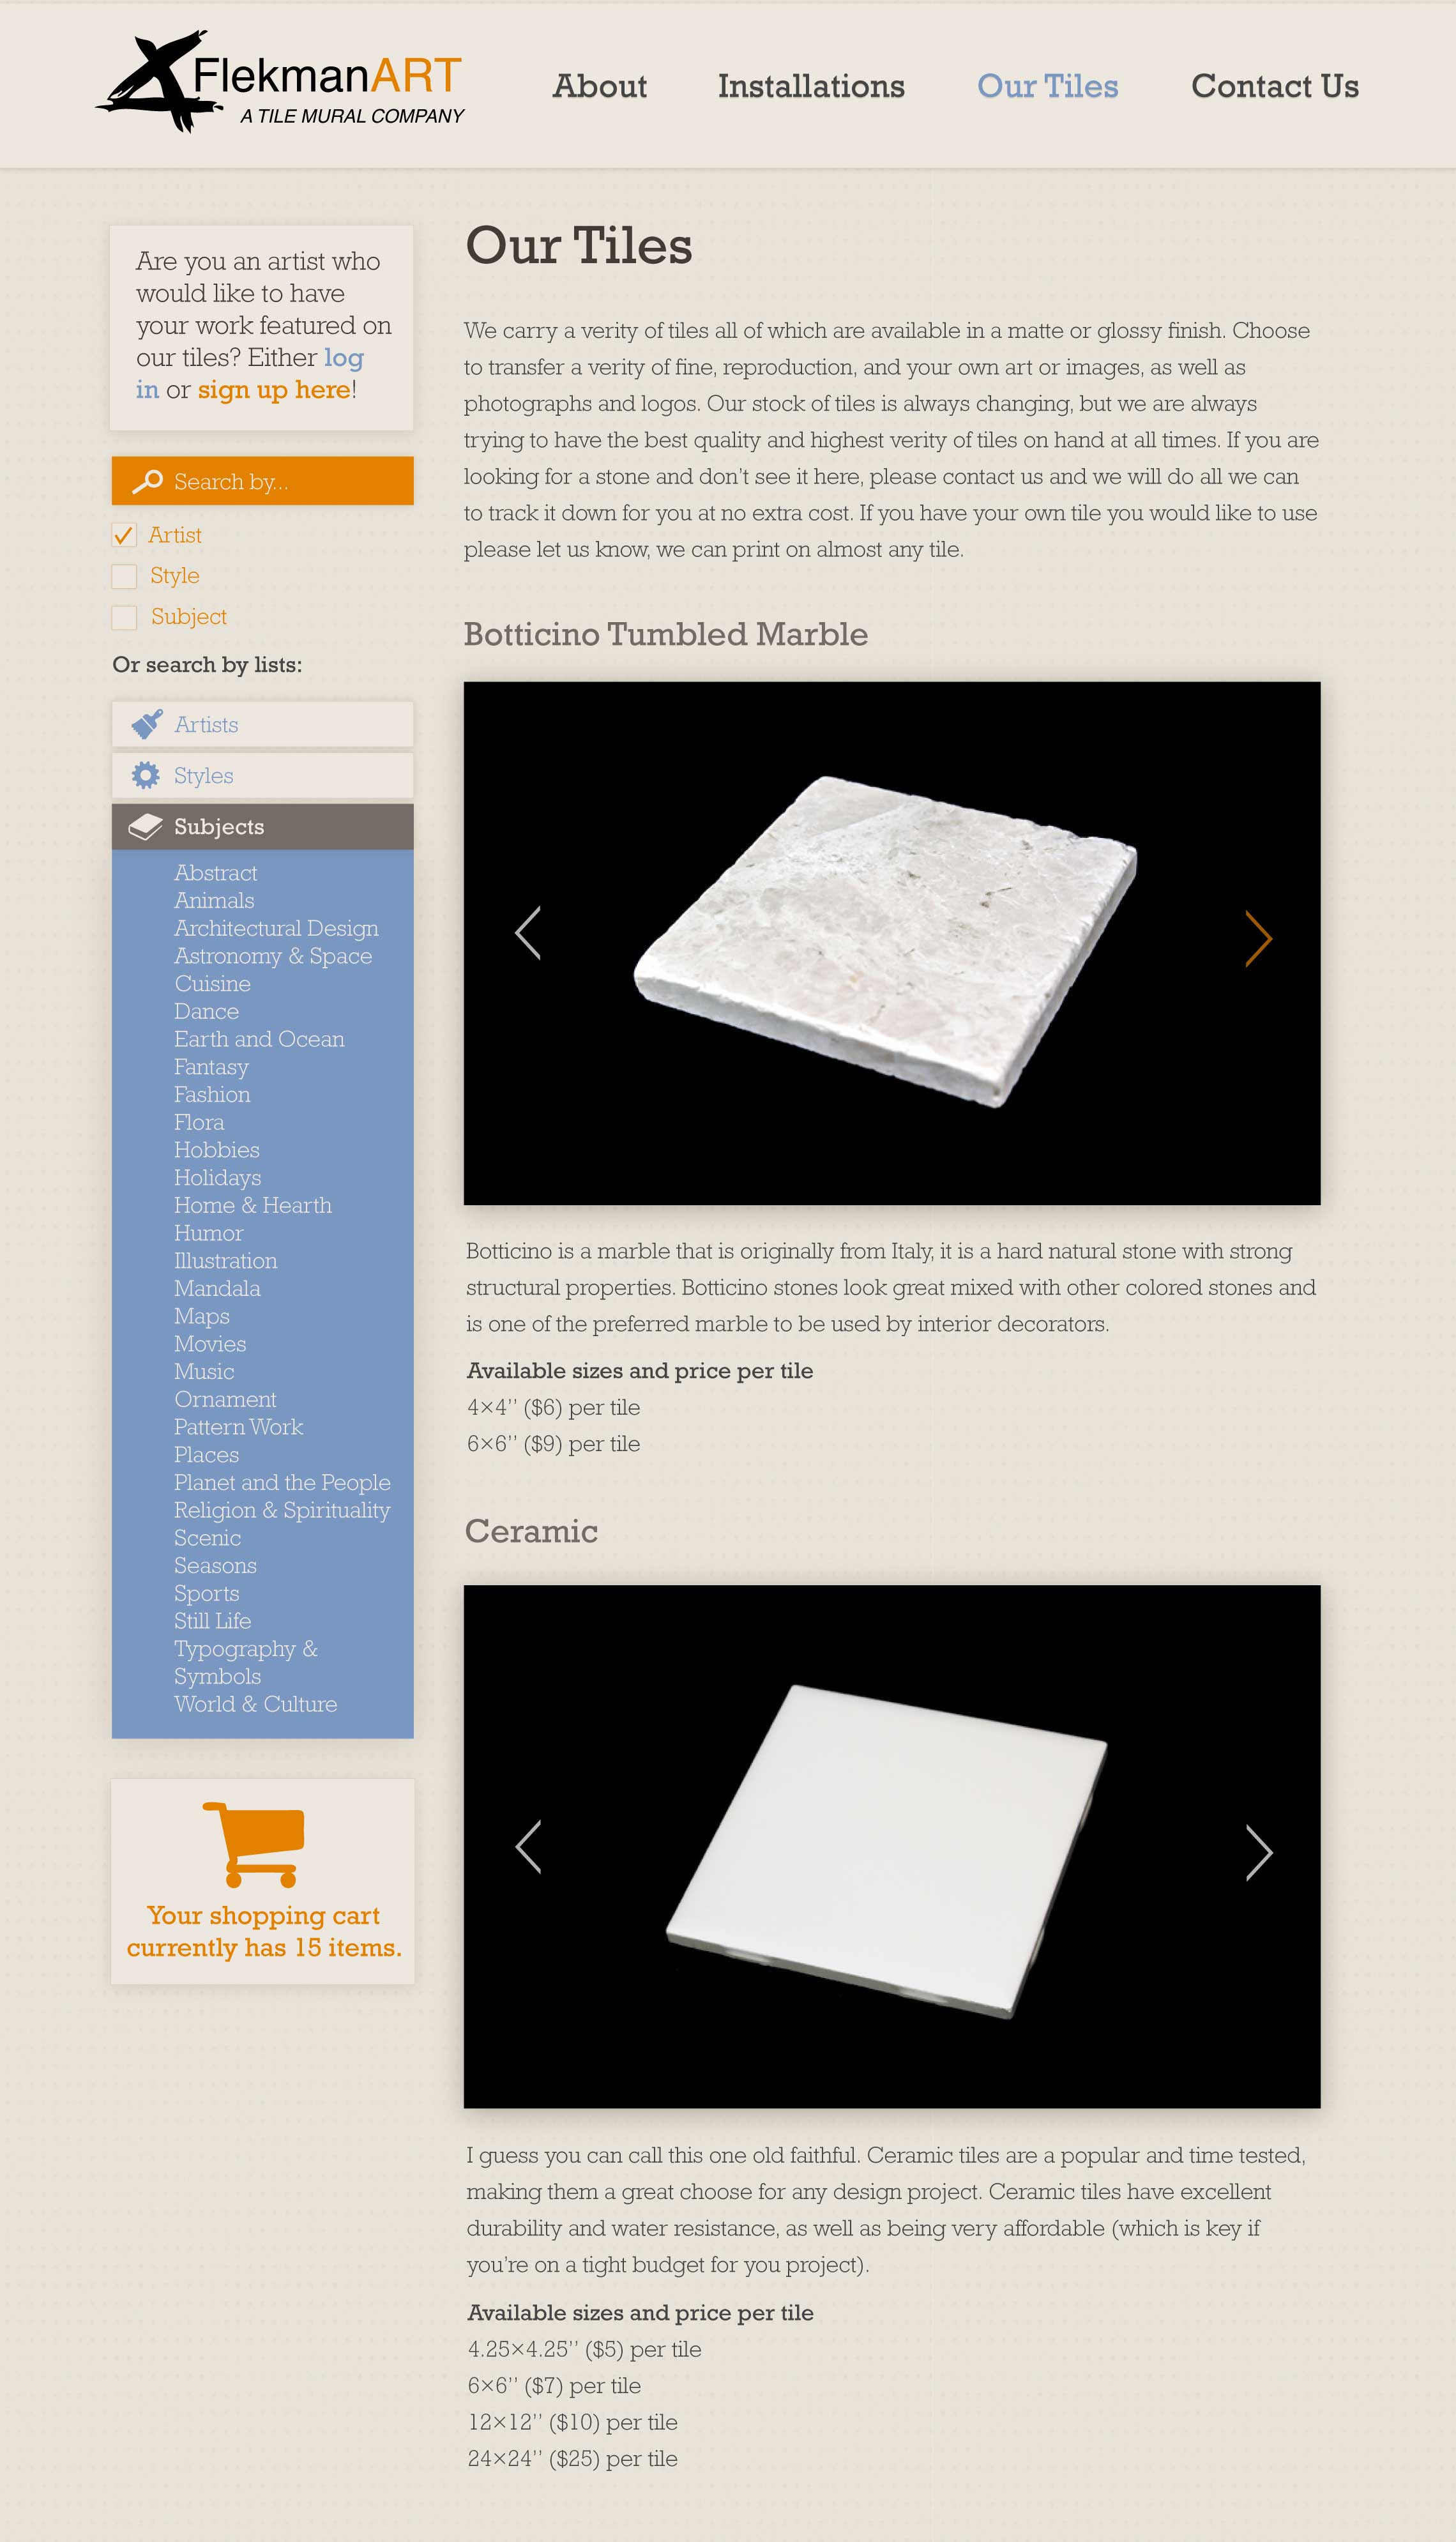 FlekmanART
A TILE MURAL COMPANY
About
Installations
Our Tiles
Contact Us
Are you an artist who
would like to have
your work featured on
our tiles? Either log
in or sign up here!
Search by...
Artist
Style
Subject
Or search by lists:
Artists
Styles
Subjects
Abstract
Animals
Architectural Design
Astronomy & Space
Cuisine
Dance
Earth and Ocean
Fantasy
Fashion
Flora
Hobbies
Holidays
Home & Hearth
Humor
Illustration
Mandala
Maps
Movies
Music
Ornament
Pattern Work
Places
Planet and the People
Religion & Spirituality
Scenic
Seasons
Sports
Still Life
Typography &
Symbols
World & Culture
Your shopping cart
currently has 15 items.
Our Tiles
We carry a verity of tiles all of which are available in a matte or glossy finish. Choose
to transfer a verity of fine, reproduction, and your own art or images, as well as
photographs and logos. Our stock of tiles is always changing, but we are always
trying to have the best quality and highest verity of tiles on hand at all times. If you are
looking for a stone and don't see it here, please contact us and we will do all we can
to track it down for you at no extra cost. If you have your own tile you would like to use
please let us know, we can print on almost any tile.
Botticino Tumbled Marble
Botticino is a marble that is originally from Italy, it is a hard natural stone with strong
structural properties. Botticino stones look great mixed with other colored stones and
is one of the preferred marble to be used by interior decorators.
Available sizes and price per tile
4×4'' ($6) per tile
6×6'' ($9) per tile
Ceramic
I guess you can call this one old faithful. Ceramic tiles are a popular and time tested,
making them a great choose for any design project. Ceramic tiles have excellent
durability and water resistance, as well as being very affordable (which is key if
you're on a tight budget for you project).
Available sizes and price per tile
4.25×4.25'' ($5) per tile
6×6'' ($7) per tile
12×12'' ($10) per tile
24×24'' ($25) per tile